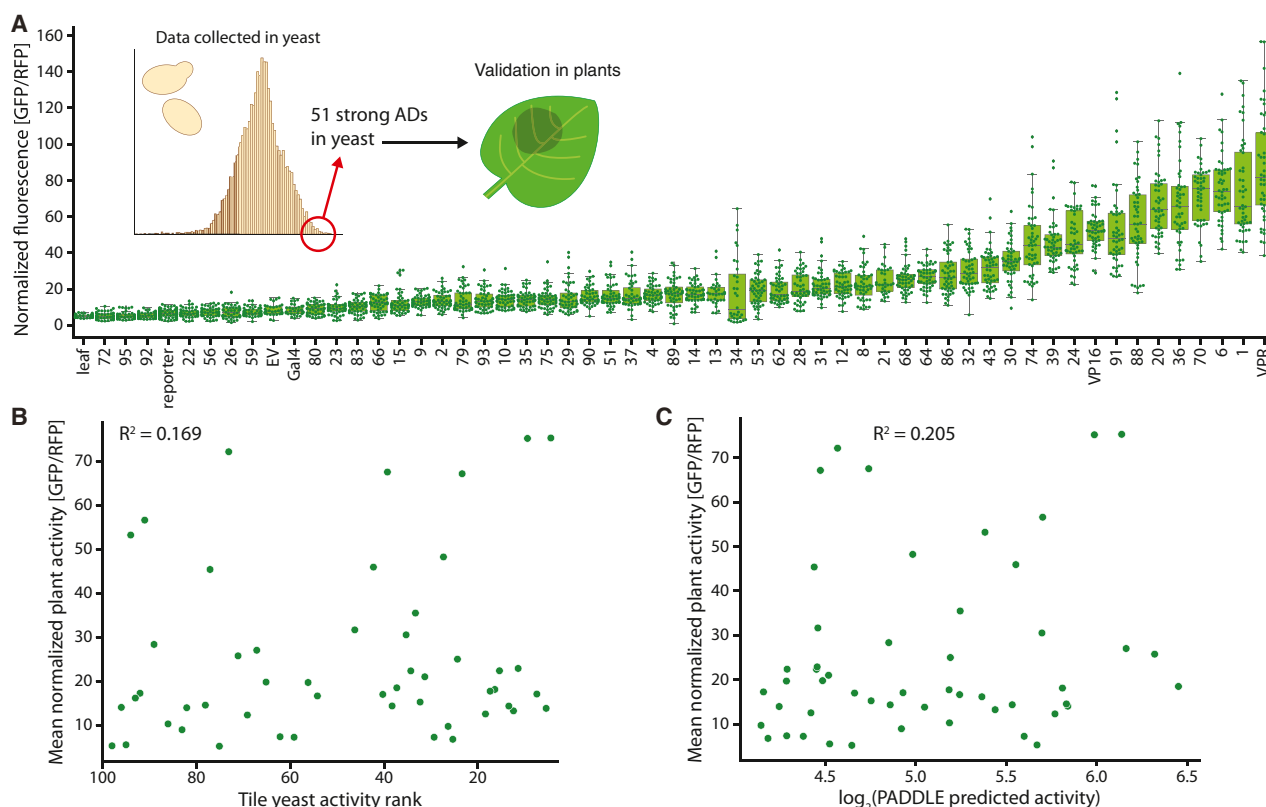 A
Normalized fluorescence [GFP/RFP]
160
140
120
100
80
60
40
20
0
Data collected in yeast
51 strong ADs
in yeast
Validation in plants
leaf 72 95 92 reporter 22 56 26 59 EV Gal4 80 23 83 66 15 9 2 79 93 10 35 75 29 90 51 37 4 89 14 13 34 53 62 28 31 12 8 21 68 64 86 32 43 30 74 39 24 VP16 91 88 20 36 70 6 1 VPR
B
R² = 0.169
Mean normalized plant activity [GFP/RFP]
70
60
50
40
30
20
10
100 80 60 40 20
Tile yeast activity rank
C
R² = 0.205
Mean normalized plant activity [GFP/RFP]
70
60
50
40
30
20
10
4.5 5.0 5.5 6.0 6.5
log₂(PADDLE predicted activity)